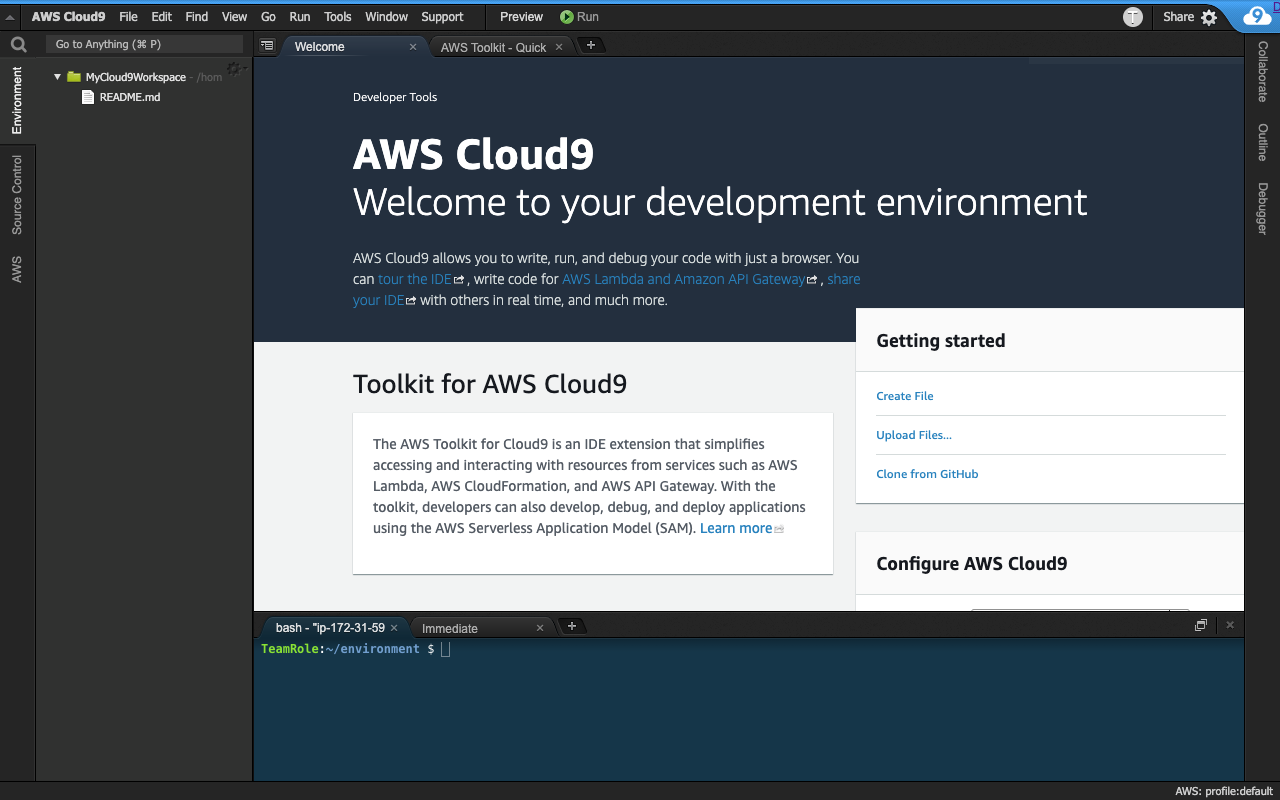 AWS Cloud9 File Edit Find View Go Run Tools Window Support Preview Run T Share 9
Go to Anything (⌘ P)
Welcome × AWS Toolkit - Quick × +
Environment
Source Control
AWS
MyCloud9Workspace - /hom
README.md
Developer Tools
AWS Cloud9
Welcome to your development environment
AWS Cloud9 allows you to write, run, and debug your code with just a browser. You
can tour the IDE , write code for AWS Lambda and Amazon API Gateway , share
your IDE with others in real time, and much more.
Toolkit for AWS Cloud9
The AWS Toolkit for Cloud9 is an IDE extension that simplifies
accessing and interacting with resources from services such as AWS
Lambda, AWS CloudFormation, and AWS API Gateway. With the
toolkit, developers can also develop, debug, and deploy applications
using the AWS Serverless Application Model (SAM). Learn more
Getting started
Create File
Upload Files...
Clone from GitHub
Configure AWS Cloud9
Collaborate
Outline
Debugger
bash - "ip-172-31-59 × Immediate × +
TeamRole:~/environment $
AWS: profile:default